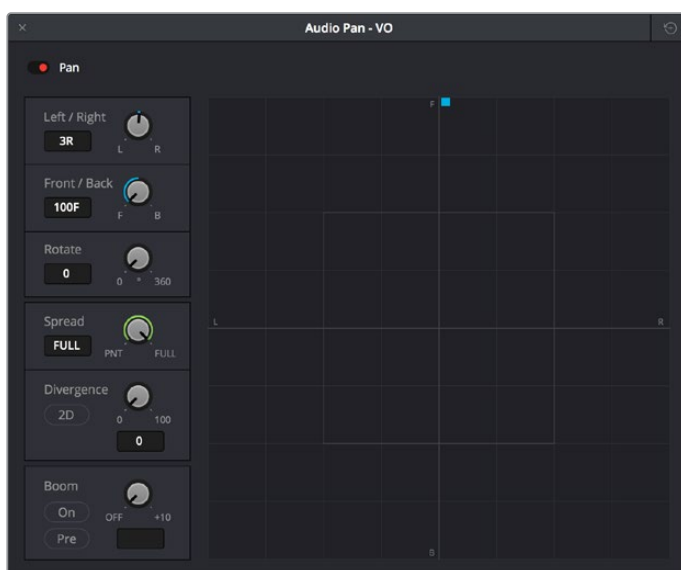 Audio Pan - VO
Pan
Left / Right
3R
L R
Front / Back
100F
F B
Rotate
0
0 ° 360
Spread
FULL
PNT FULL
Divergence
2D
0 100
0
Boom
On
OFF +10
Pre
F
L R
B